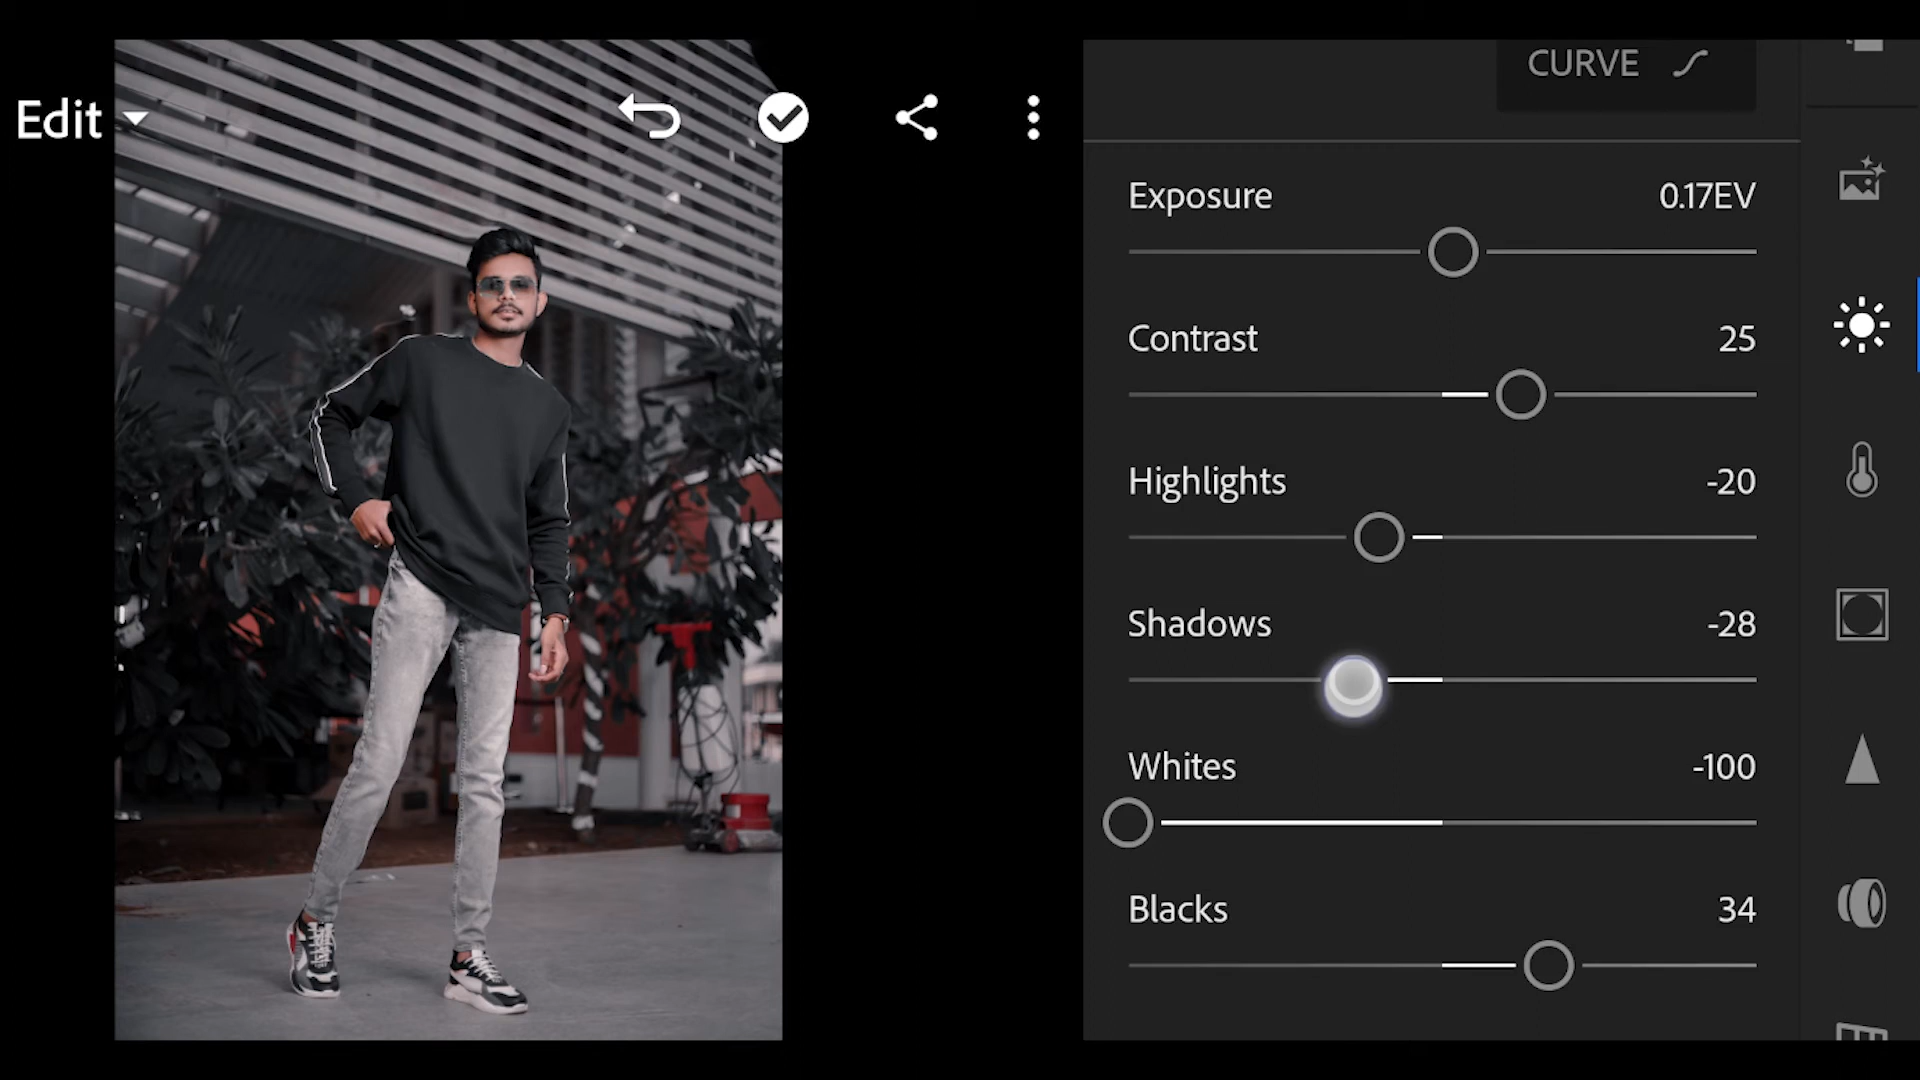 Edit
CURVE
Exposure 0.17EV
Contrast 25
Highlights -20
Shadows -28
Whites -100
Blacks 34